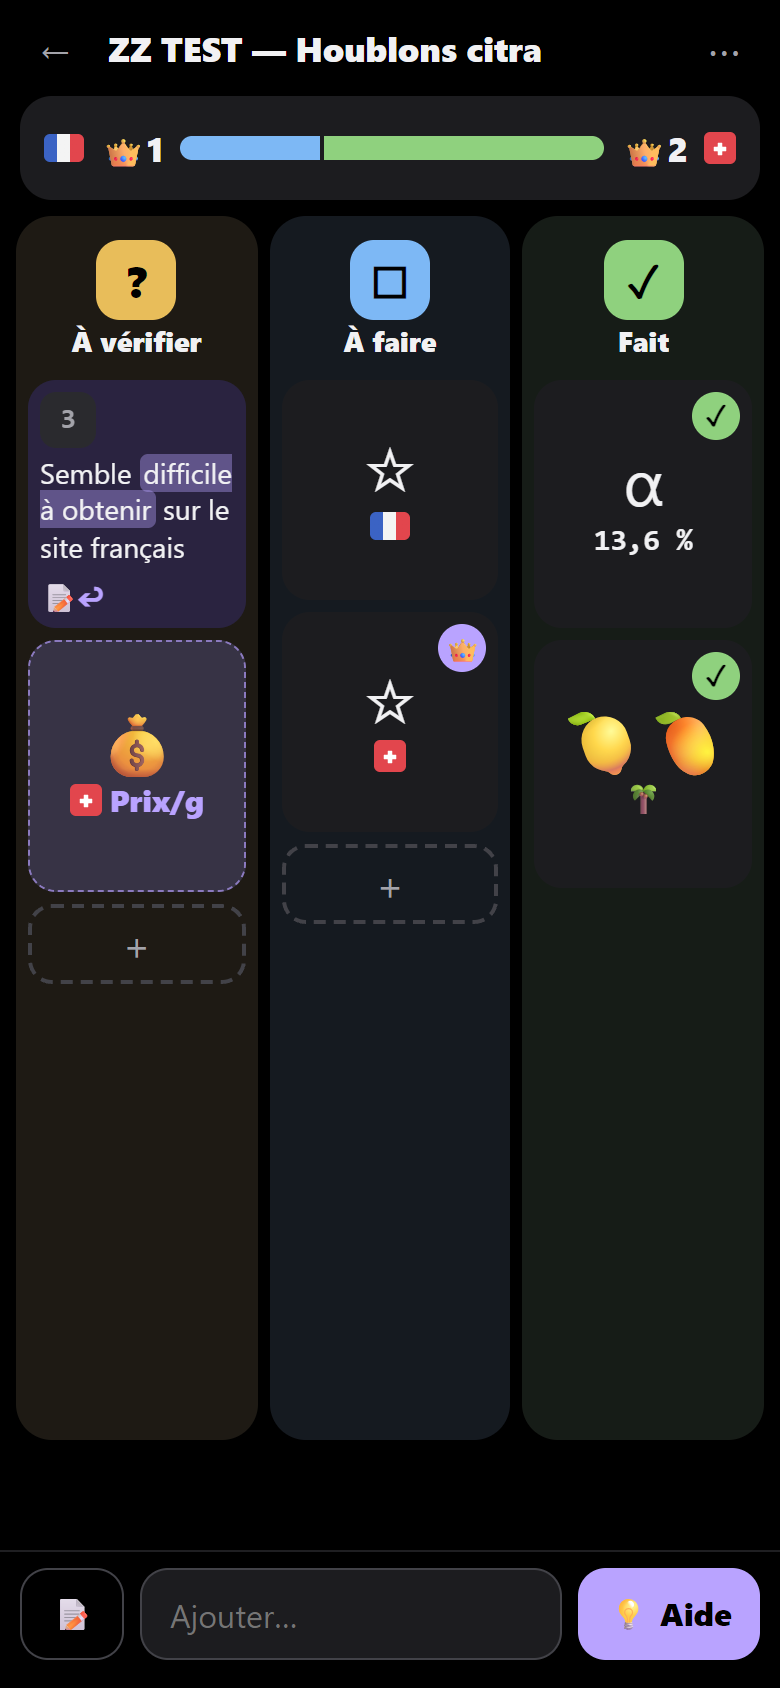 ← ZZ TEST — Houblons citra ...
1
2
?
À vérifier
À faire
✓
Fait
3
Semble difficile
à obtenir sur le
site français
$
Prix/g
+
+
✓
α
13,6 %
✓
Ajouter...
Aide